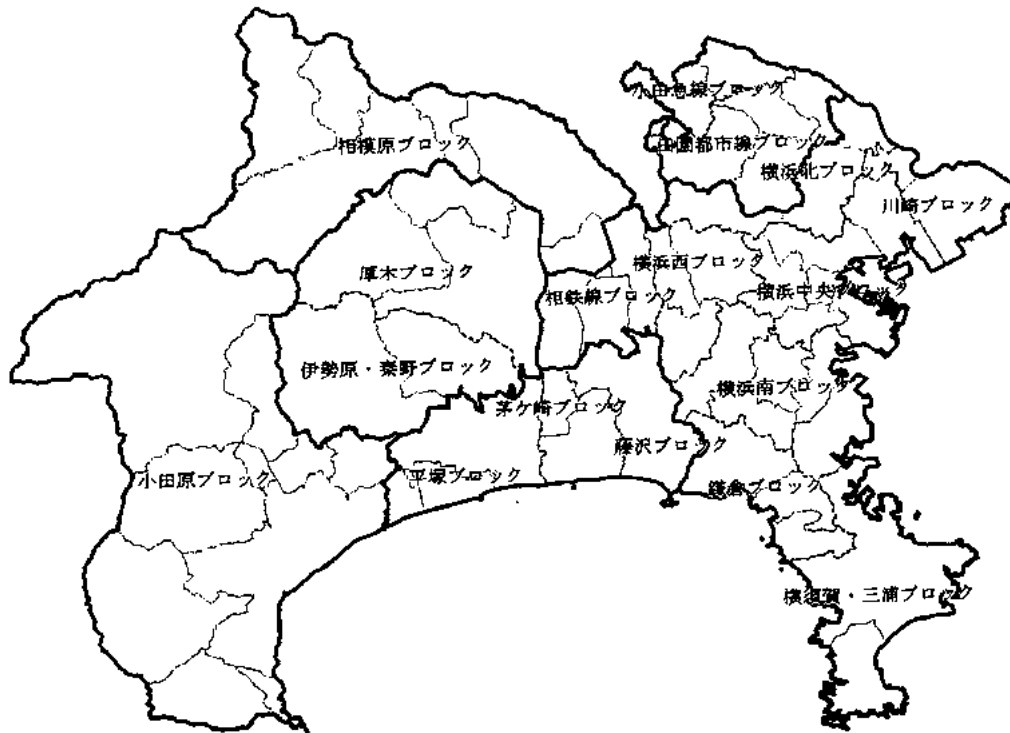 小田急線ブロック
相模原ブロック
田園都市線ブロック
横浜北ブロック
川崎ブロック
厚木ブロック
横浜西ブロック
相鉄線ブロック
横浜中央ブロック
伊勢原・秦野ブロック
横浜南ブロック
茅ケ崎ブロック
藤沢ブロック
小田原ブロック
平塚ブロック
鎌倉ブロック
横須賀・三浦ブロック